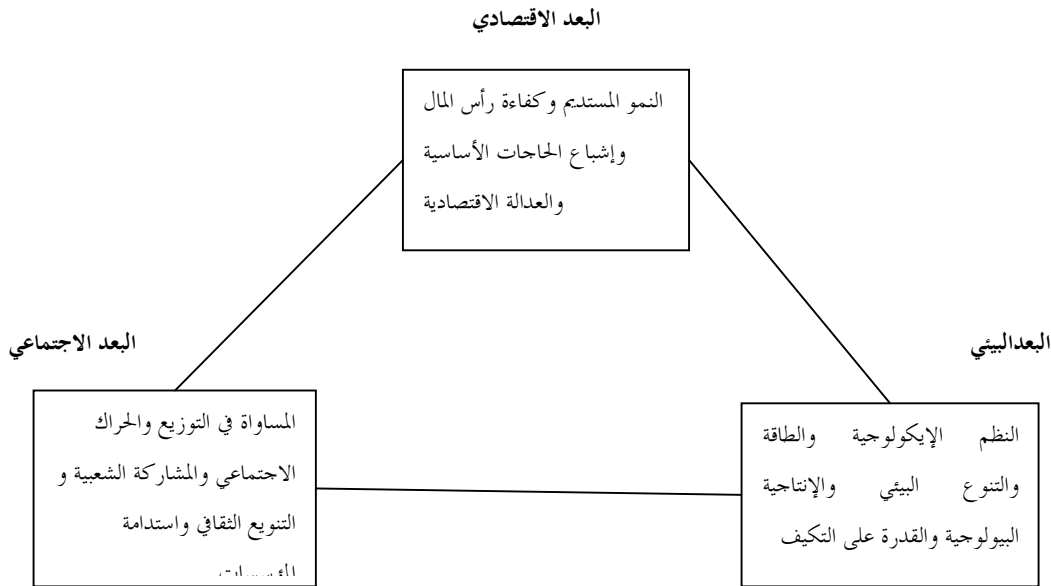 البعد الاقتصادي
النمو المستديم وكفاءة رأس المال
وإشباع الحاجات الأساسية
والعدالة الاقتصادية
البعدالبيئي
النظم الإيكولوجية والطاقة
والتنوع البيئي والإنتاجية
البيولوجية والقدرة على التكيف
البعد الاجتماعي
المساواة في التوزيع والحراك
الاجتماعي والمشاركة الشعبية و
التنويع الثقافي واستدامة